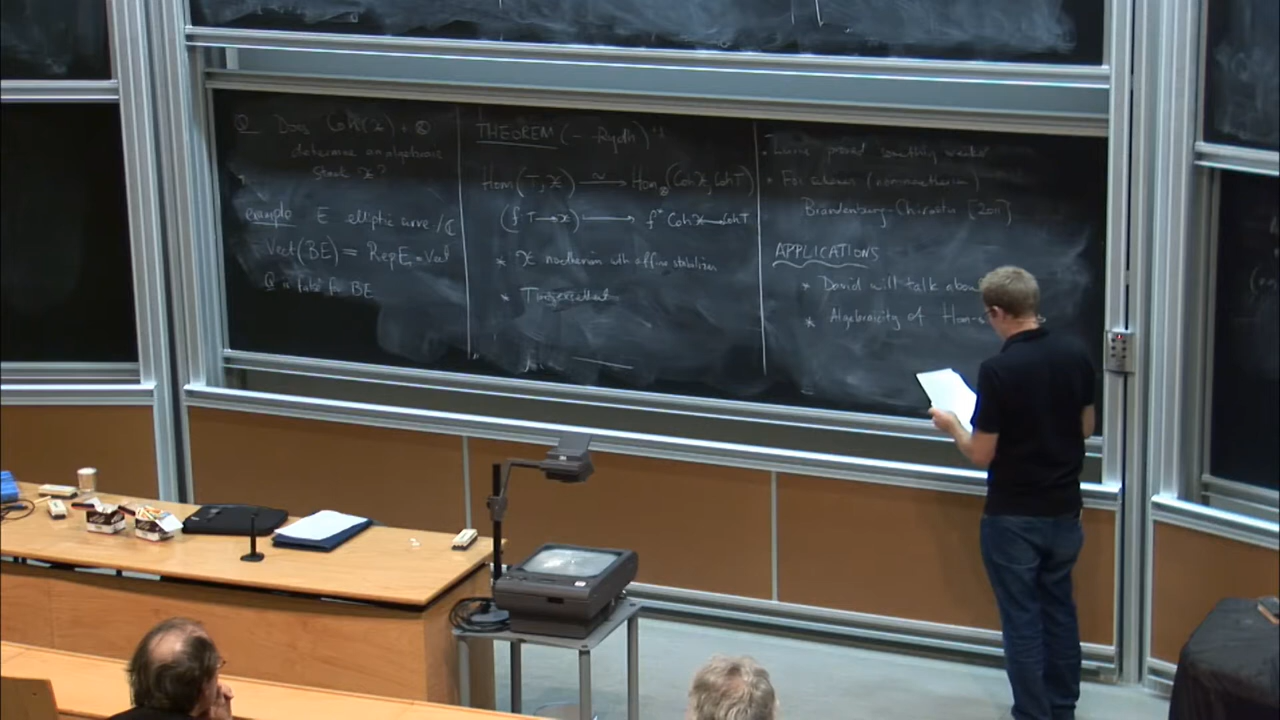 Q Does Coh(X) + ⊗
determine an algebraic
stack X?
example E elliptic curve /ℂ
Vect(BE) = Rep E = Vect
Q is false for BE
THEOREM (- -Rydh)
Hom(T, X) ~→ Hom⊗(Coh X, Coh T)
(f: T → X) ⟼ f* Coh X → Coh T
* X noetherian with affine stabilizers
* T
• Lurie proved something weaker
• For schemes (non-noetherian)
Brandenburg-Chirvasitu [2011]
APPLICATIONS
* David will talk about
* Algebraicity of Hom-